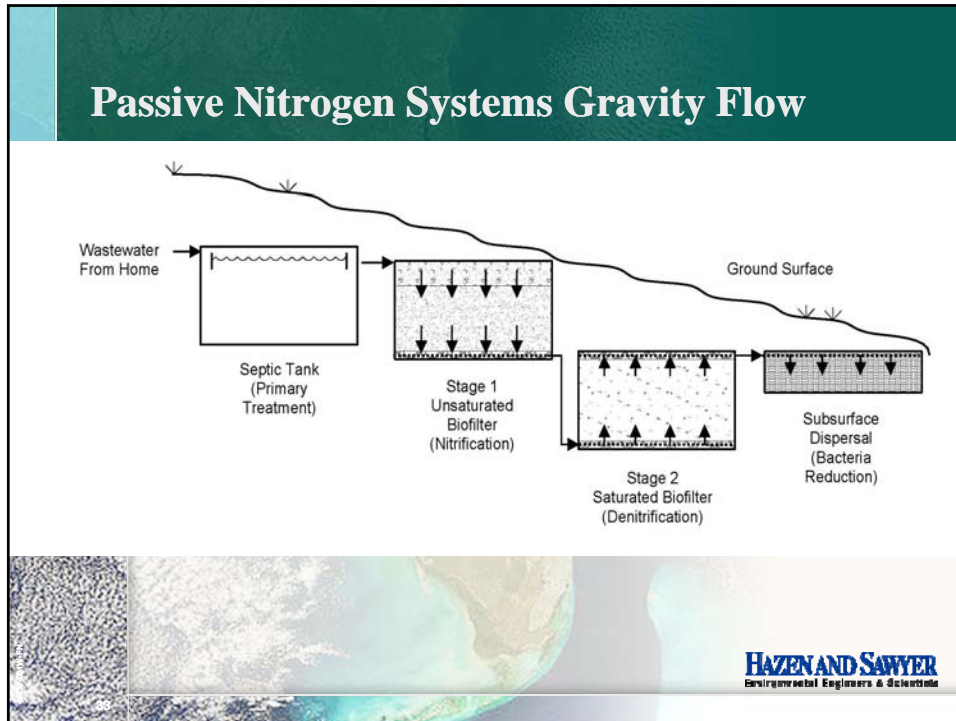 Passive Nitrogen Systems Gravity Flow
Wastewater
From Home
Ground Surface
Septic Tank
(Primary
Treatment)
Stage 1
Unsaturated
Biofilter
(Nitrification)
Stage 2
Saturated Biofilter
(Denitrification)
Subsurface
Dispersal
(Bacteria
Reduction)
HAZEN AND SAWYER
Environmental Engineers & Scientists
33